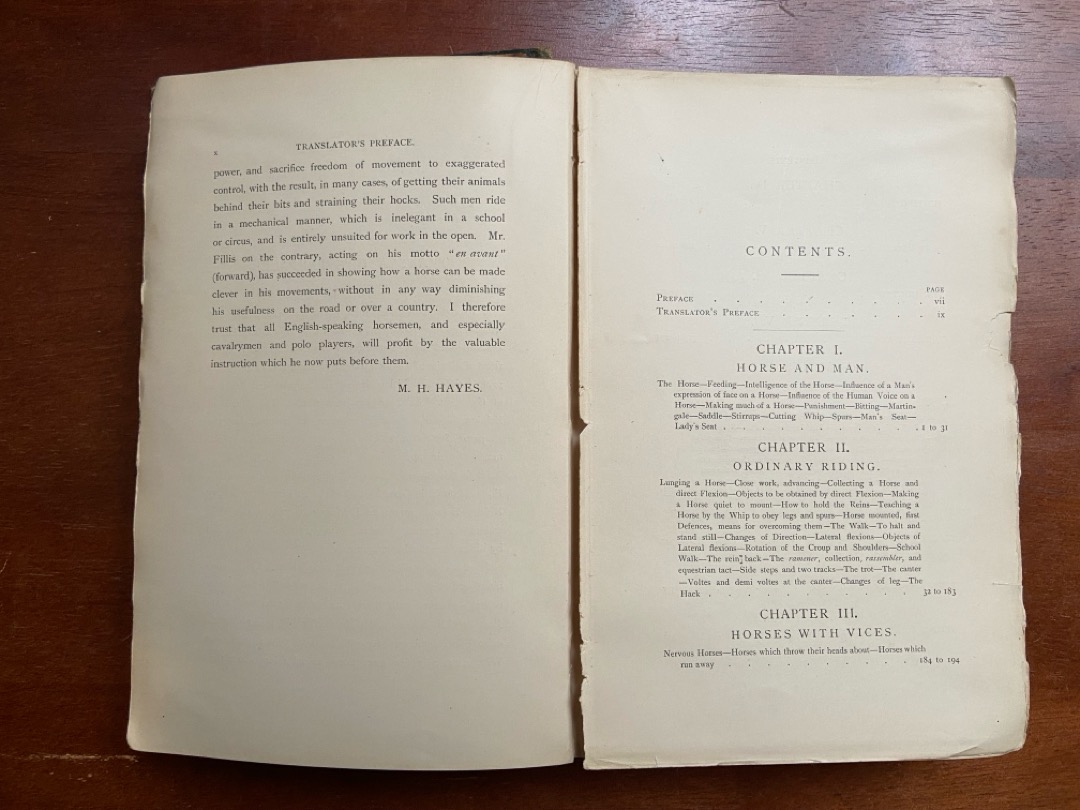 x TRANSLATOR'S PREFACE.
power, and sacrifice freedom of movement to exaggerated
control, with the result, in many cases, of getting their animals
behind their bits and straining their hocks. Such men ride
in a mechanical manner, which is inelegant in a school
or circus, and is entirely unsuited for work in the open. Mr.
Fillis on the contrary, acting on his motto "en avant"
(forward), has succeeded in showing how a horse can be made
clever in his movements, without in any way diminishing
his usefulness on the road or over a country. I therefore
trust that all English-speaking horsemen, and especially
cavalrymen and polo players, will profit by the valuable
instruction which he now puts before them.
M. H. HAYES.
CONTENTS.
PAGE
PREFACE . . . . . . . . . vii
TRANSLATOR'S PREFACE . . . . . . . ix
CHAPTER I.
HORSE AND MAN.
The Horse—Feeding—Intelligence of the Horse—Influence of a Man's
expression of face on a Horse—Influence of the Human Voice on a
Horse—Making much of a Horse—Punishment—Bitting—Martin-
gale—Saddle—Stirrups—Cutting Whip—Spurs—Man's Seat—
Lady's Seat . . . . . . . . . . 1 to 31
CHAPTER II.
ORDINARY RIDING.
Lunging a Horse—Close work, advancing—Collecting a Horse and
direct Flexion—Objects to be obtained by direct Flexion—Making
a Horse quiet to mount—How to hold the Reins—Teaching a
Horse by the Whip to obey legs and spurs—Horse mounted, first
Defences, means for overcoming them—The Walk—To halt and
stand still—Changes of Direction—Lateral flexions—Objects of
Lateral flexions—Rotation of the Croup and Shoulders—School
Walk—The rein back—The ramener, collection, rassembler, and
equestrian tact—Side steps and two tracks—The trot—The canter
—Voltes and demi voltes at the canter—Changes of leg—The
Hack . . . . . . . . . . 32 to 183
CHAPTER III.
HORSES WITH VICES.
Nervous Horses—Horses which throw their heads about—Horses which
run away . . . . . . . . . 184 to 194